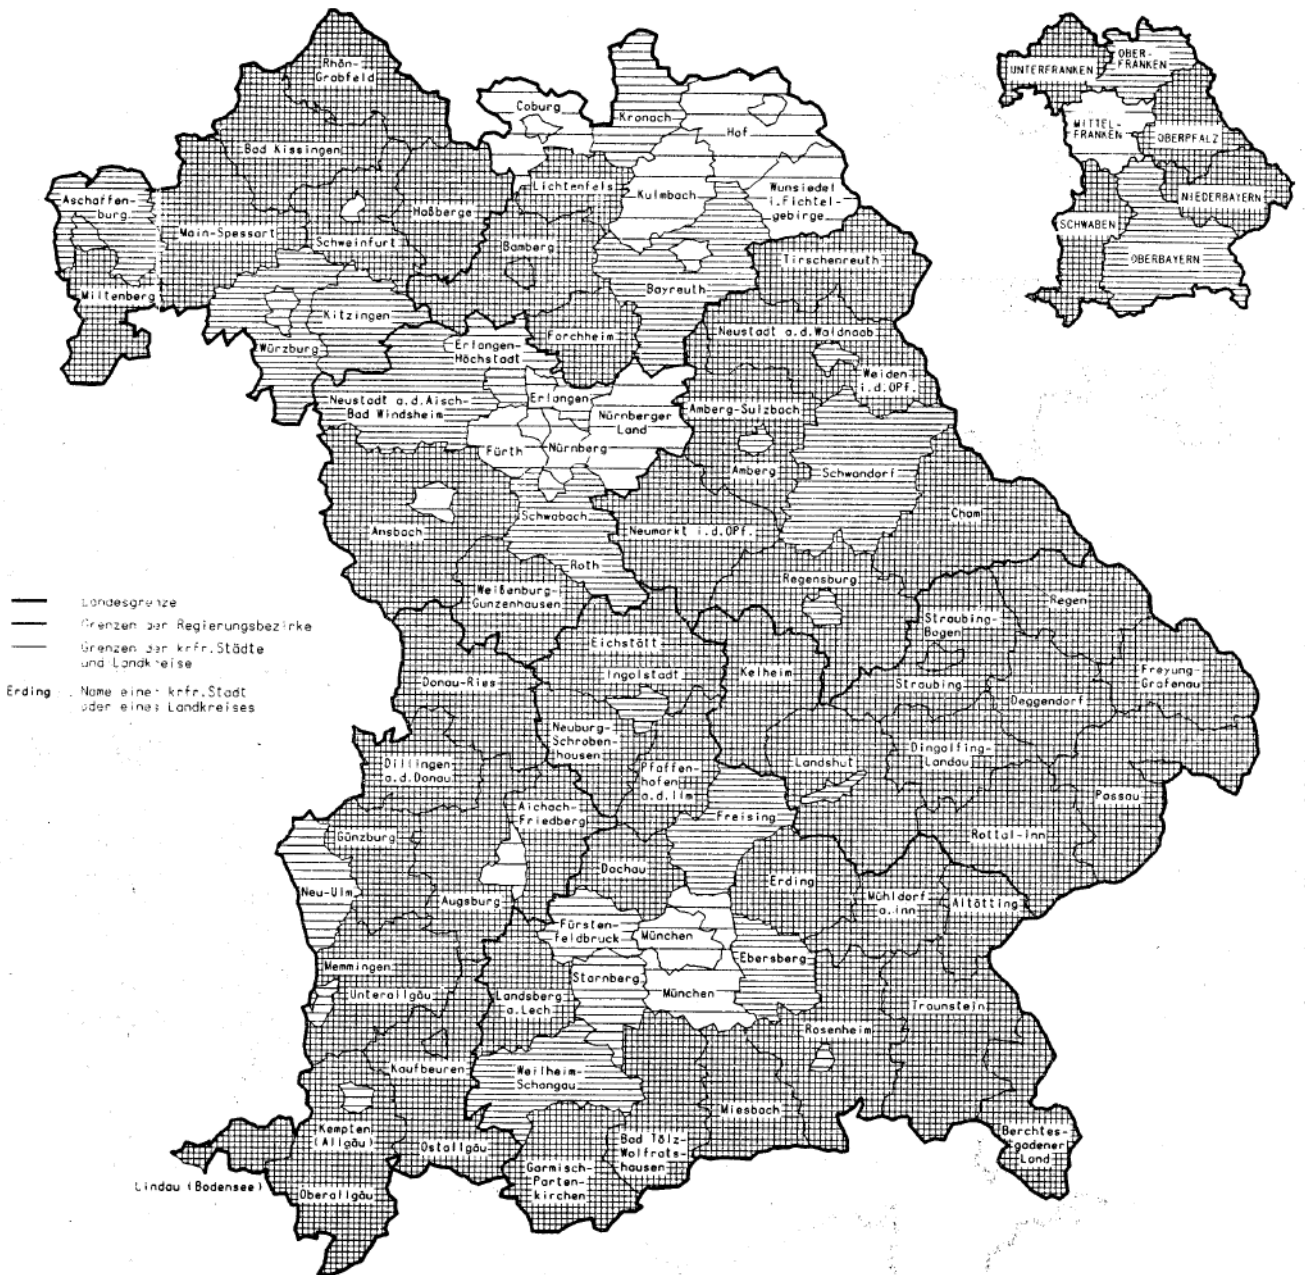 Rhön-
Grabfeld
Coburg
Kronach
Hof
Bad Kissingen
Lichtenfels
Kulmbach
Wunsiedel
i.Fichtel-
gebirge
Aschaffen-
burg
Main-Spessart
Haßberge
Schweinfurt
Bamberg
Tirschenreuth
Bayreuth
Miltenberg
Kitzingen
Forchheim
Neustadt a.d.Waldnaab
Würzburg
Erlangen-
Höchstadt
Weiden
i.d.OPf.
Neustadt a.d.Aisch-
Bad Windsheim
Erlangen
Nürnberger
Land
Amberg-Sulzbach
Fürth
Nürnberg
Amberg
Schwandorf
Cham
Schwabach
Ansbach
Neumarkt i.d.OPf.
Roth
Regensburg
Weißenburg-
Gunzenhausen
Straubing-
Bogen
Regen
Eichstätt
Ingolstadt
Kelheim
Straubing
Freyung-
Grafenau
Donau-Ries
Deggendorf
Neuburg-
Schroben-
hausen
Dingolfing-
Landau
Dillingen
a.d.Donau
Pfaffen-
hofen
a.d.Ilm
Landshut
Passau
Aichach-
Friedberg
Freising
Rottal-Inn
Günzburg
Dachau
Erding
Mühldorf
a.Inn
Altötting
Neu-Ulm
Augsburg
Fürsten-
feldbruck
München
Ebersberg
Memmingen
Unterallgäu
Landsberg
a.Lech
Starnberg
München
Traunstein
Rosenheim
Kaufbeuren
Weilheim-
Schongau
Miesbach
Kempten
(Allgäu)
Ostallgäu
Bad Tölz-
Wolfrats-
hausen
Berchtes-
gadener
Land
Garmisch-
Parten-
kirchen
Lindau (Bodensee)
Oberallgäu
UNTERFRANKEN
OBER-
FRANKEN
MITTEL-
FRANKEN
OBERPFALZ
NIEDERBAYERN
SCHWABEN
OBERBAYERN
Landesgrenze
Grenzen der Regierungsbezirke
Grenzen der krfr.Städte
und Landkreise
Erding
Name einer krfr.Stadt
oder eines Landkreises